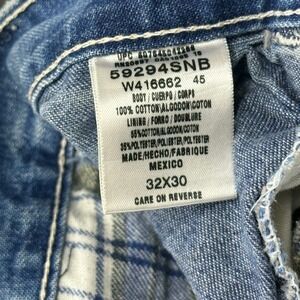 59294SNB
W416662 45
BODY / CUERPO / CORPS
100% COTTON/ALGODON/COTON
LINING / FORRO / DOUBLURE
65% COTTON/ALGODON/COTON
35% POLYESTER/POLIESTER/POLYESTER
MADE/HECHO/FABRIQUE
MEXICO
32X30
CARE ON REVERSE